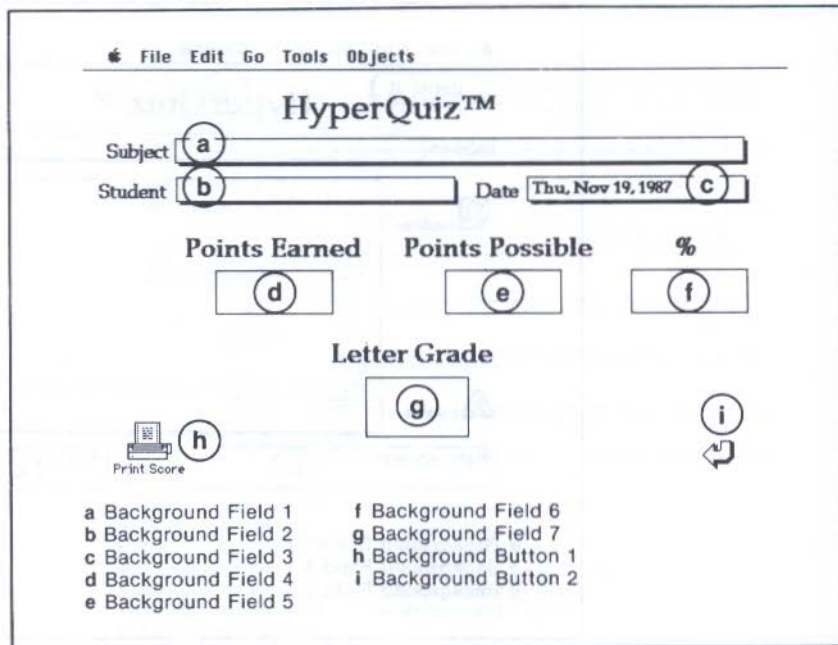 File Edit Go Tools Objects
HyperQuiz™
Subject a
Student b Date Thu, Nov 19, 1987 c
Points Earned Points Possible %
d e f
Letter Grade
g
h i
Print Score
a Background Field 1
b Background Field 2
c Background Field 3
d Background Field 4
e Background Field 5
f Background Field 6
g Background Field 7
h Background Button 1
i Background Button 2